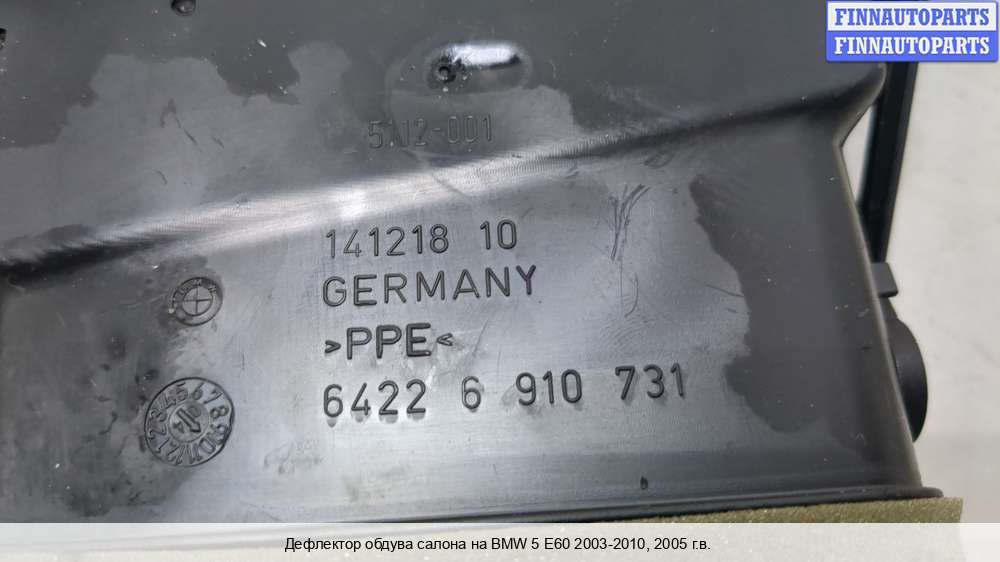 FINNAUTOPARTS
FINNAUTOPARTS
5112-001
141218 10
GERMANY
>PPE<
6422 6 910 731
Дефлектор обдува салона на BMW 5 E60 2003-2010, 2005 г.в.